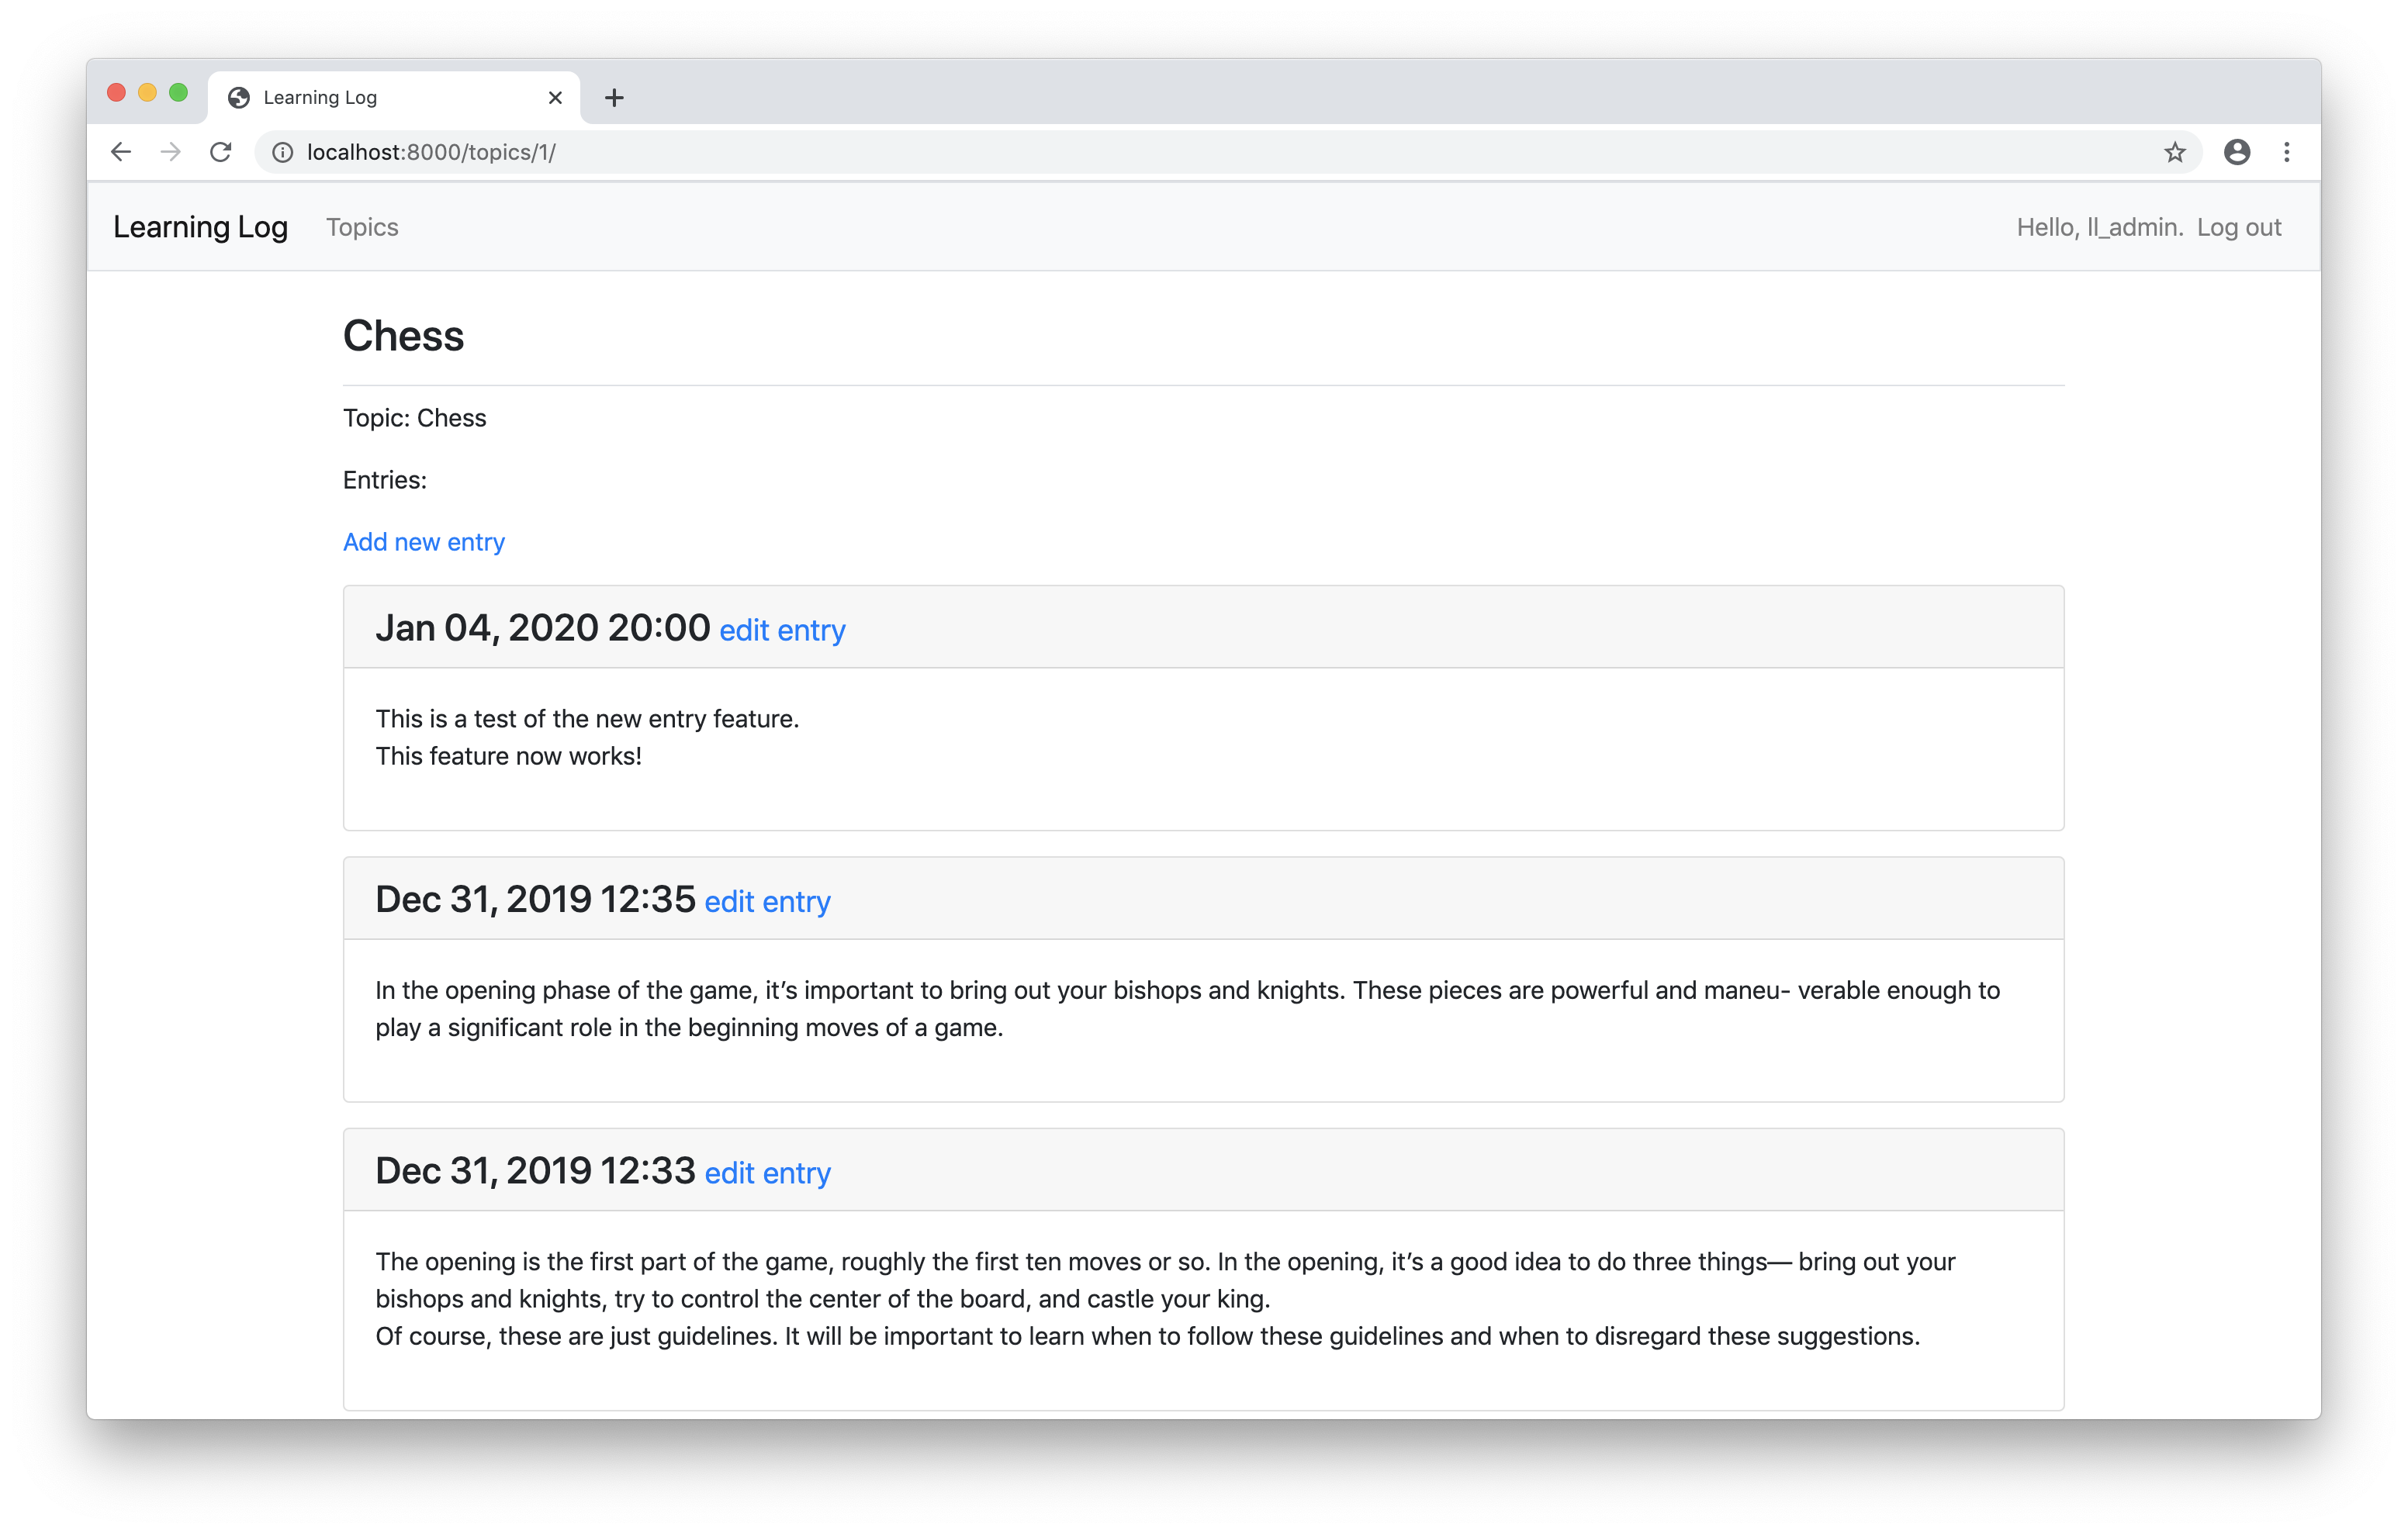 Learning Log
localhost:8000/topics/1/
Learning Log Topics Hello, ll_admin. Log out
Chess
Topic: Chess
Entries:
Add new entry
Jan 04, 2020 20:00 edit entry
This is a test of the new entry feature.
This feature now works!
Dec 31, 2019 12:35 edit entry
In the opening phase of the game, it’s important to bring out your bishops and knights. These pieces are powerful and maneu- verable enough to
play a significant role in the beginning moves of a game.
Dec 31, 2019 12:33 edit entry
The opening is the first part of the game, roughly the first ten moves or so. In the opening, it’s a good idea to do three things— bring out your
bishops and knights, try to control the center of the board, and castle your king.
Of course, these are just guidelines. It will be important to learn when to follow these guidelines and when to disregard these suggestions.